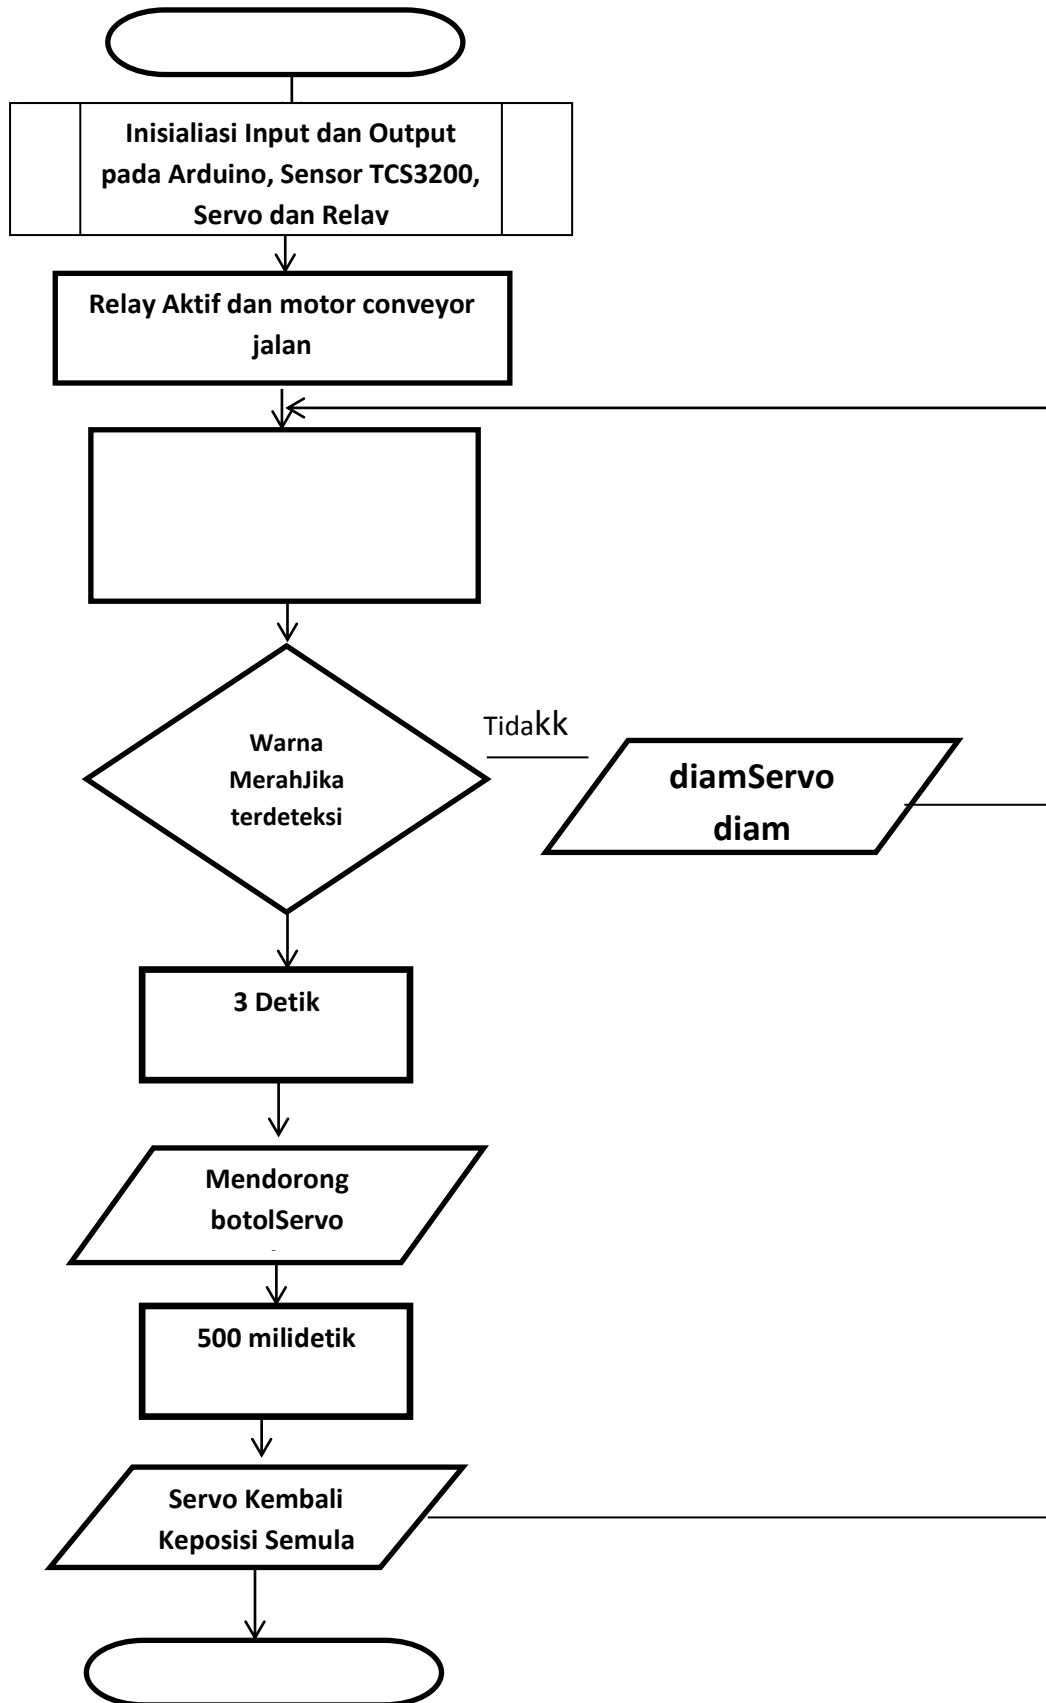 Inisialiasi Input dan Output
pada Arduino, Sensor TCS3200,
Servo dan Relay
Relay Aktif dan motor conveyor
jalan
Warna
MerahJika
terdeteksi
Tidakk
diamServo
diam
3 Detik
Mendorong
botolServo
500 milidetik
Servo Kembali
Keposisi Semula